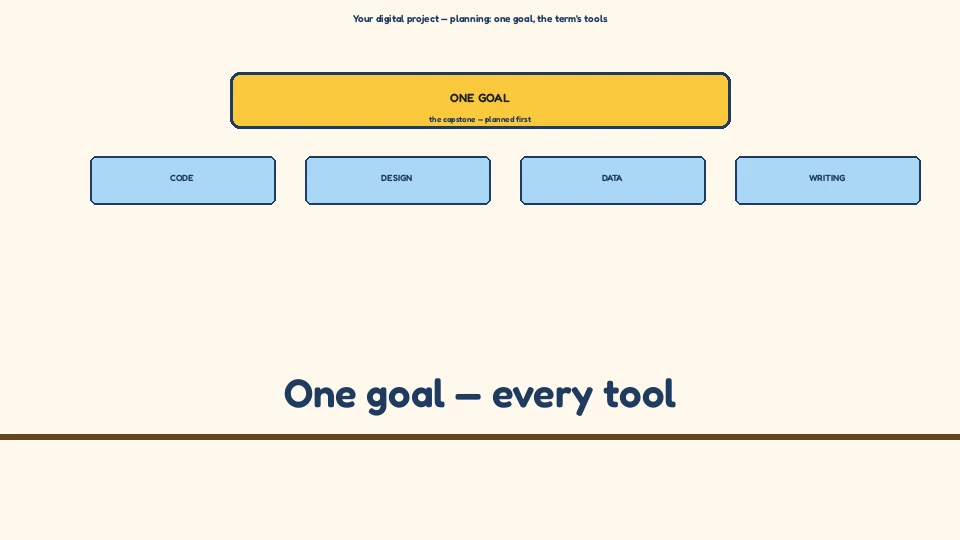 Your digital project — planning: one goal, the term's tools
ONE GOAL
the capstone — planned first
CODE
DESIGN
DATA
WRITING
One goal — every tool